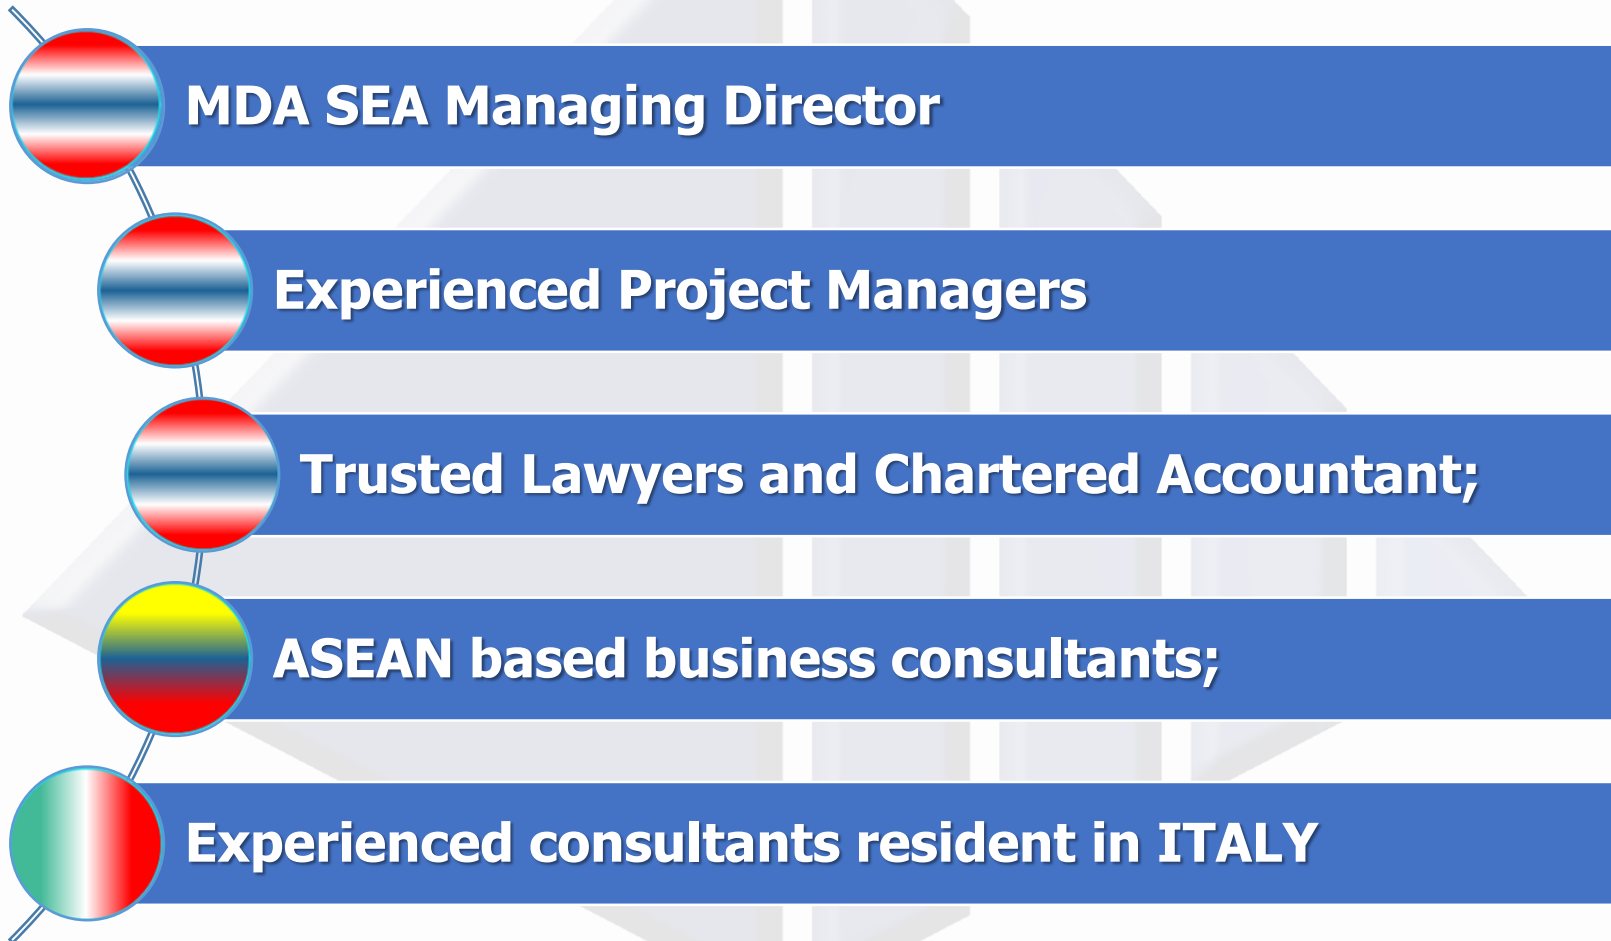 MDA SEA Managing Director
Experienced Project Managers
Trusted Lawyers and Chartered Accountant;
ASEAN based business consultants;
Experienced consultants resident in ITALY